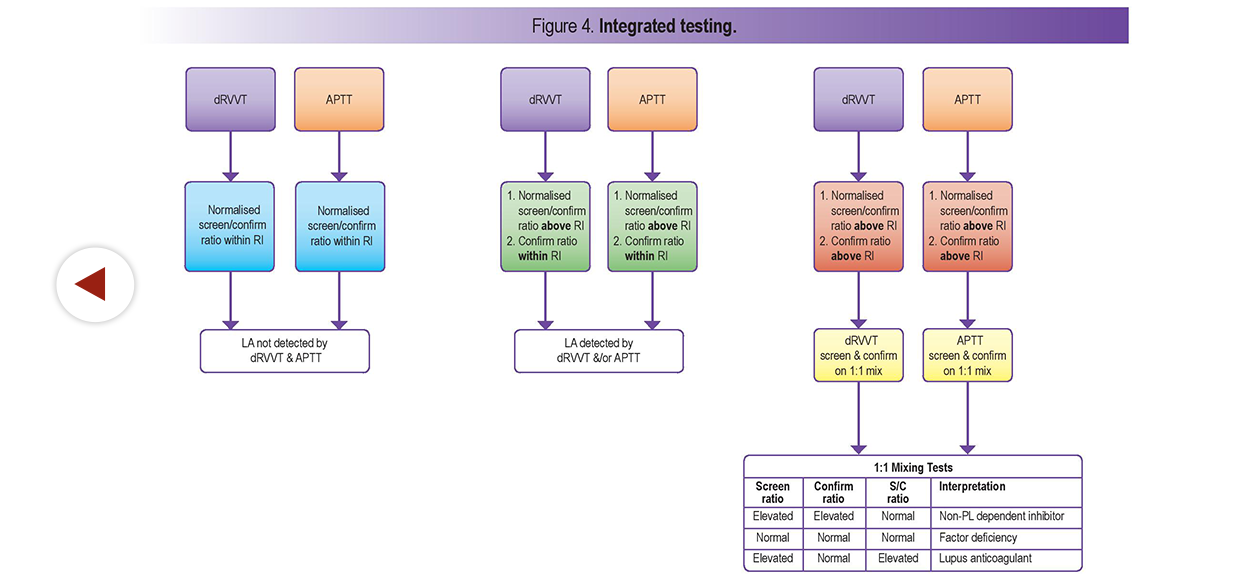 Figure 4. Integrated testing.
dRVVT
APTT
Normalised
screen/confirm
ratio within RI
Normalised
screen/confirm
ratio within RI
LA not detected by
dRVVT & APTT
dRVVT
APTT
1. Normalised
screen/confirm
ratio above RI
2. Confirm ratio
within RI
1. Normalised
screen/confirm
ratio above RI
2. Confirm ratio
within RI
LA detected by
dRVVT &/or APTT
dRVVT
APTT
1. Normalised
screen/confirm
ratio above RI
2. Confirm ratio
above RI
1. Normalised
screen/confirm
ratio above RI
2. Confirm ratio
above RI
dRVVT
screen & confirm
on 1:1 mix
APTT
screen & confirm
on 1:1 mix
1:1 Mixing Tests
Screen
ratio
Confirm
ratio
S/C
ratio
Interpretation
Elevated Elevated Normal Non-PL dependent inhibitor
Normal Normal Normal Factor deficiency
Elevated Normal Elevated Lupus anticoagulant